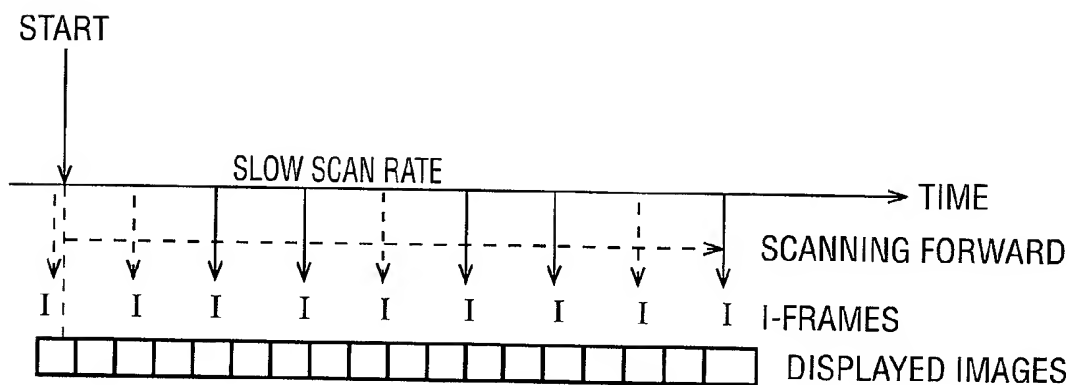 START
SLOW SCAN RATE
TIME
SCANNING FORWARD
I I I I I I I I I I-FRAMES
DISPLAYED IMAGES